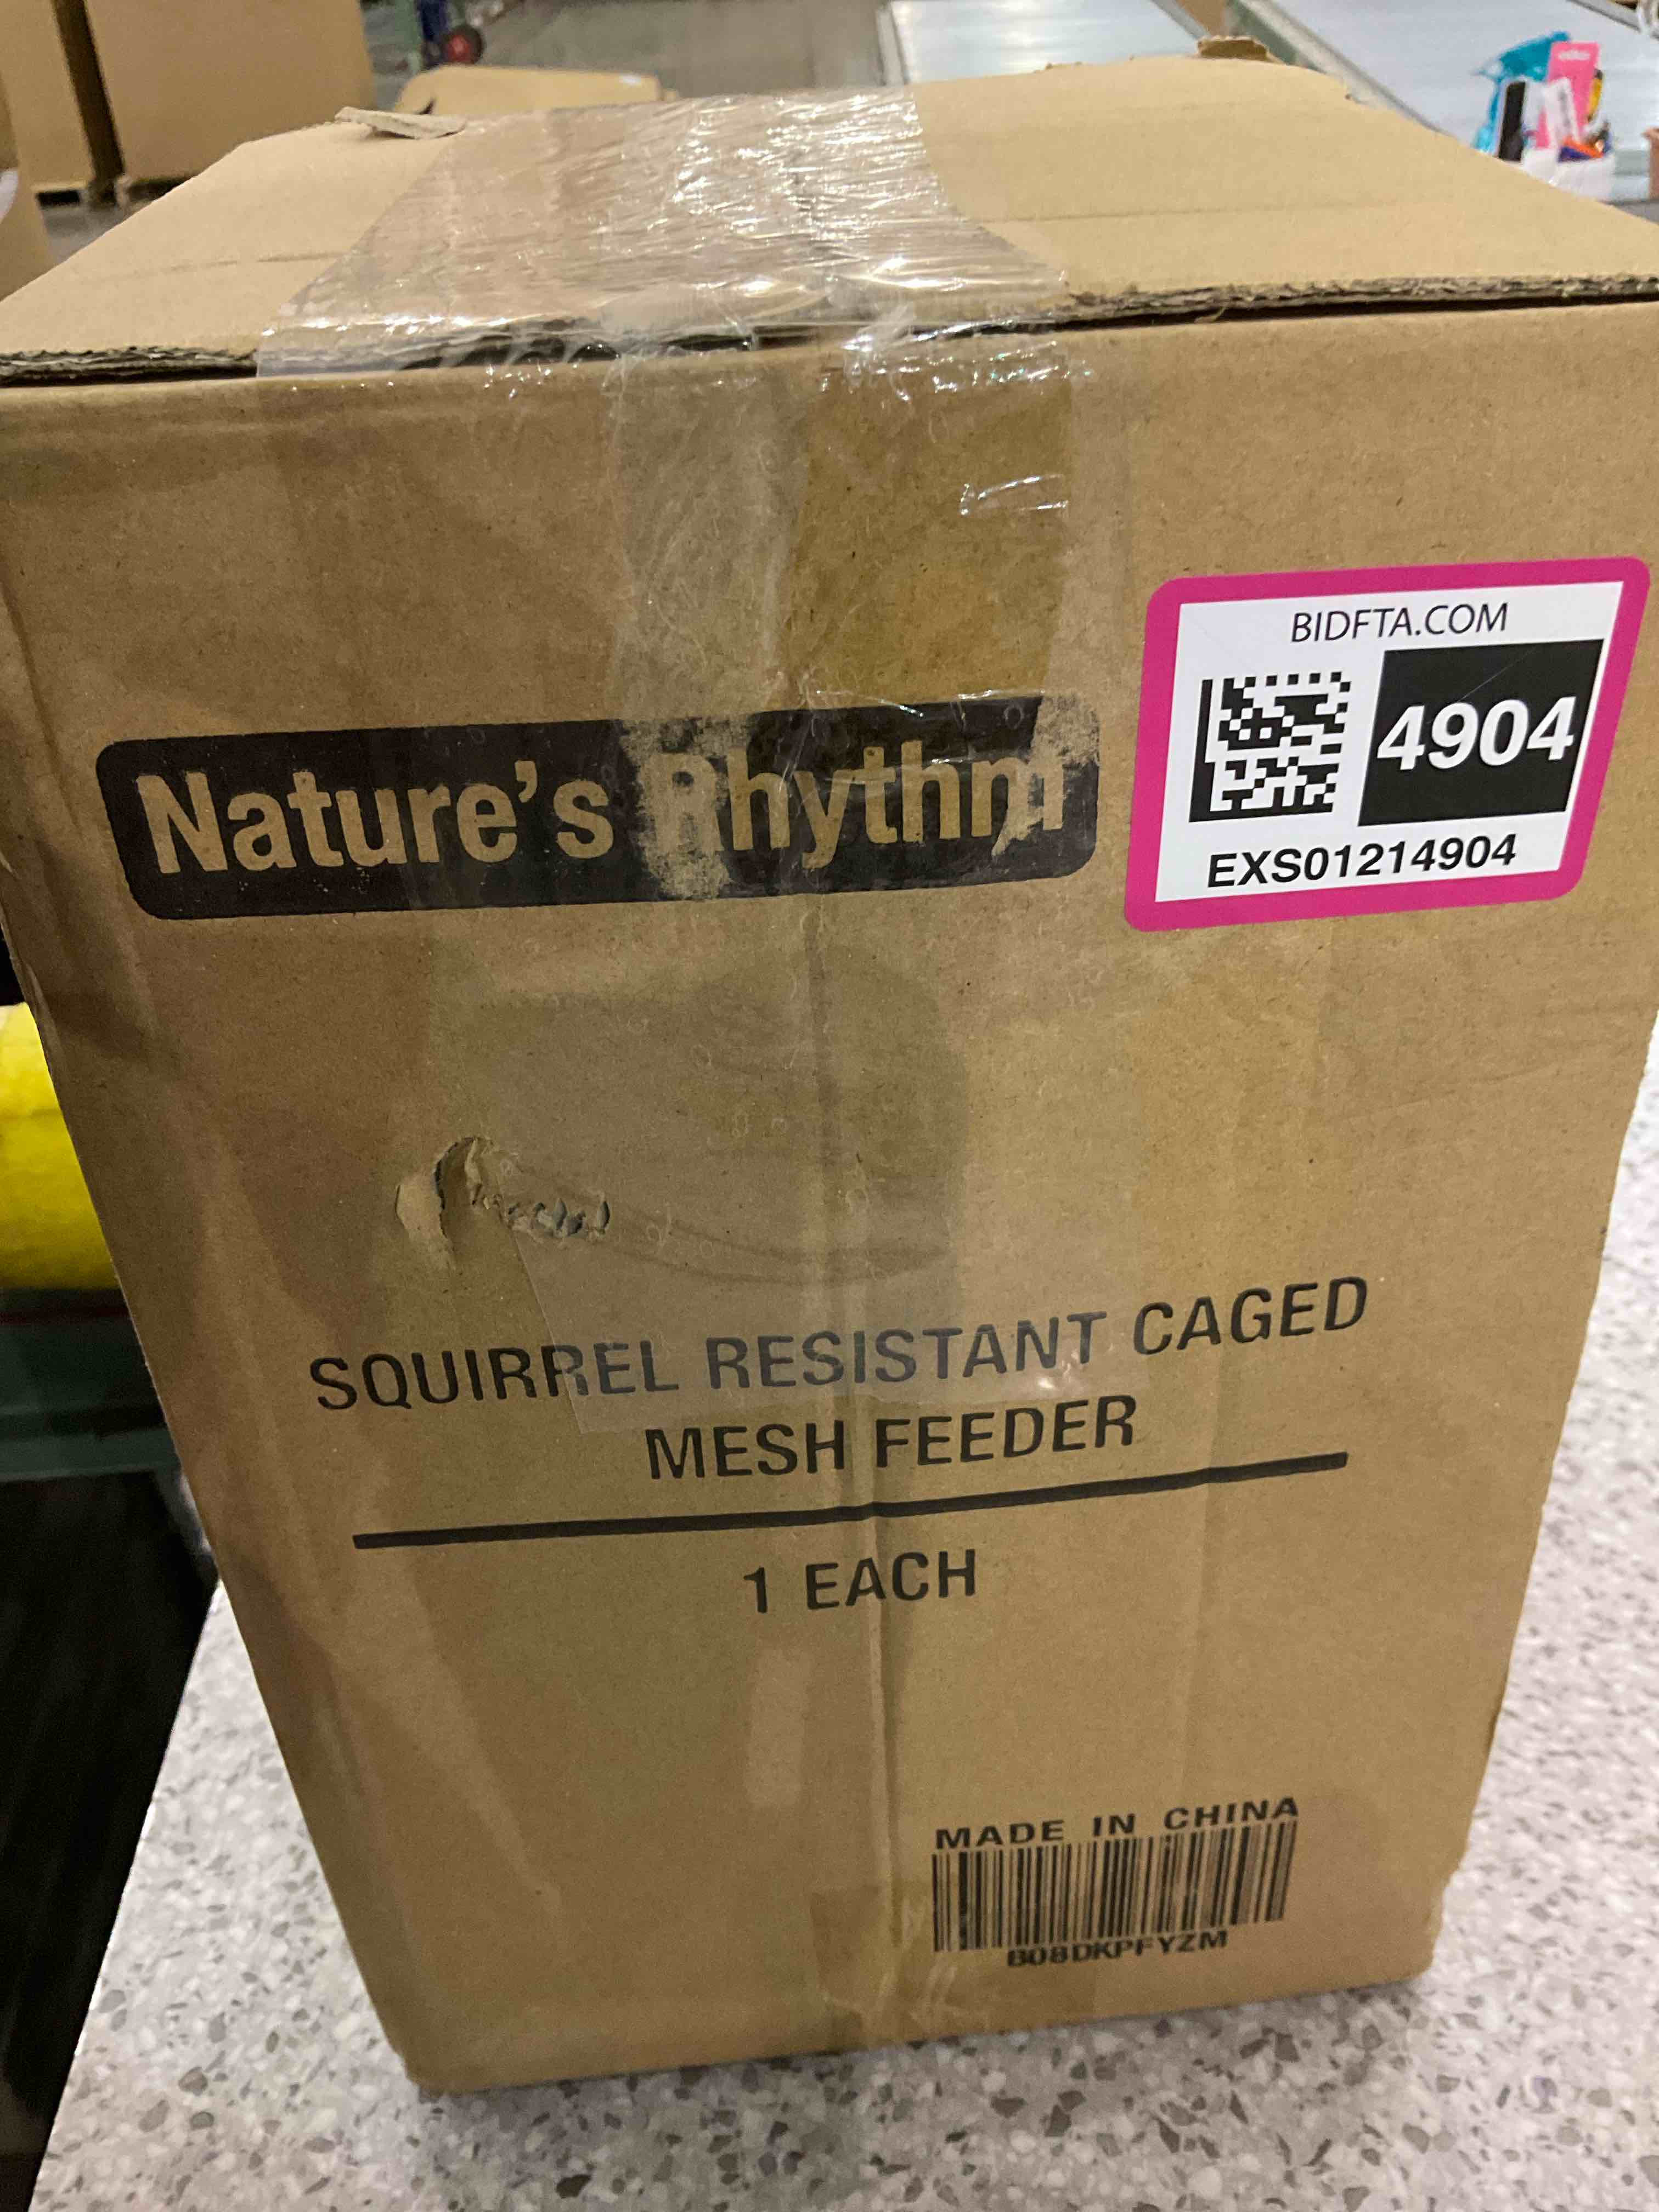 BIDFTA.COM
4904
EXS01214904
Nature's Rhythm
SQUIRREL RESISTANT CAGED
MESH FEEDER
1 EACH
MADE IN CHINA
B08DKPFYZM